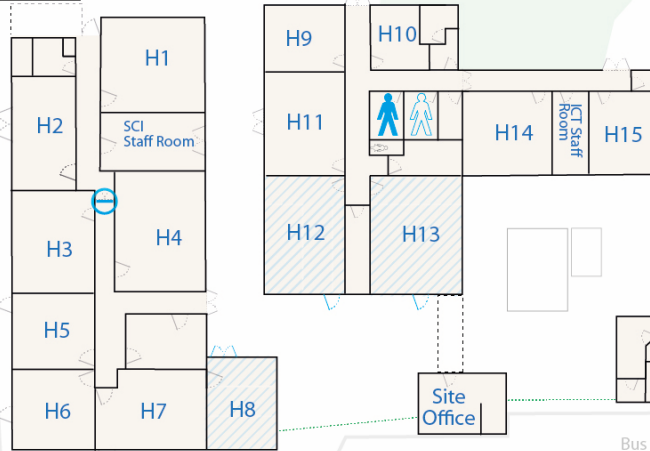 H9
H10
H1
H2
SCI
Staff Room
H11
H14
ICT Staff
Room
H15
H3
H4
H12
H13
H5
H6
H7
H8
Site
Office
Bus